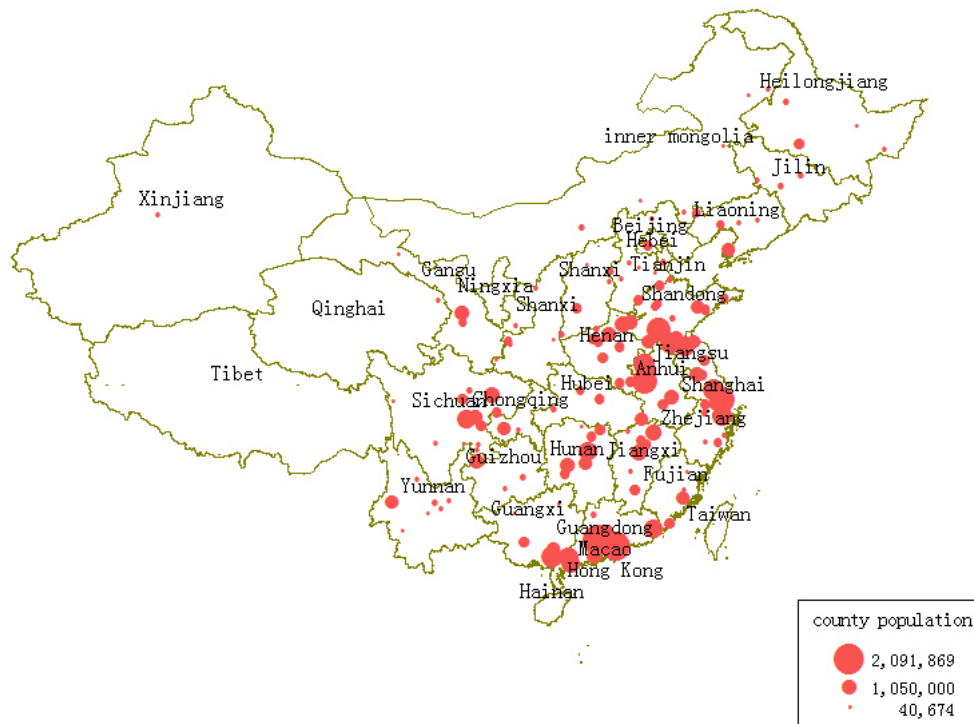 Heilongjiang
inner mongolia
Jilin
Xinjiang
Liaoning
Beijing
Hebei
Gangu
Shanxi
Tianjin
Ningxia
Qinghai
Shanxi
Shandong
Henan
Jiangsu
Tibet
Anhui
Hubei
Shanghai
Sichuan
Chongqing
Zhejiang
Hunan
Jiangxi
Guizhou
Fujian
Yunnan
Guangxi
Taiwan
Guangdong
Macao
Hong Kong
Hainan
county population
2,091,869
1,050,000
40,674